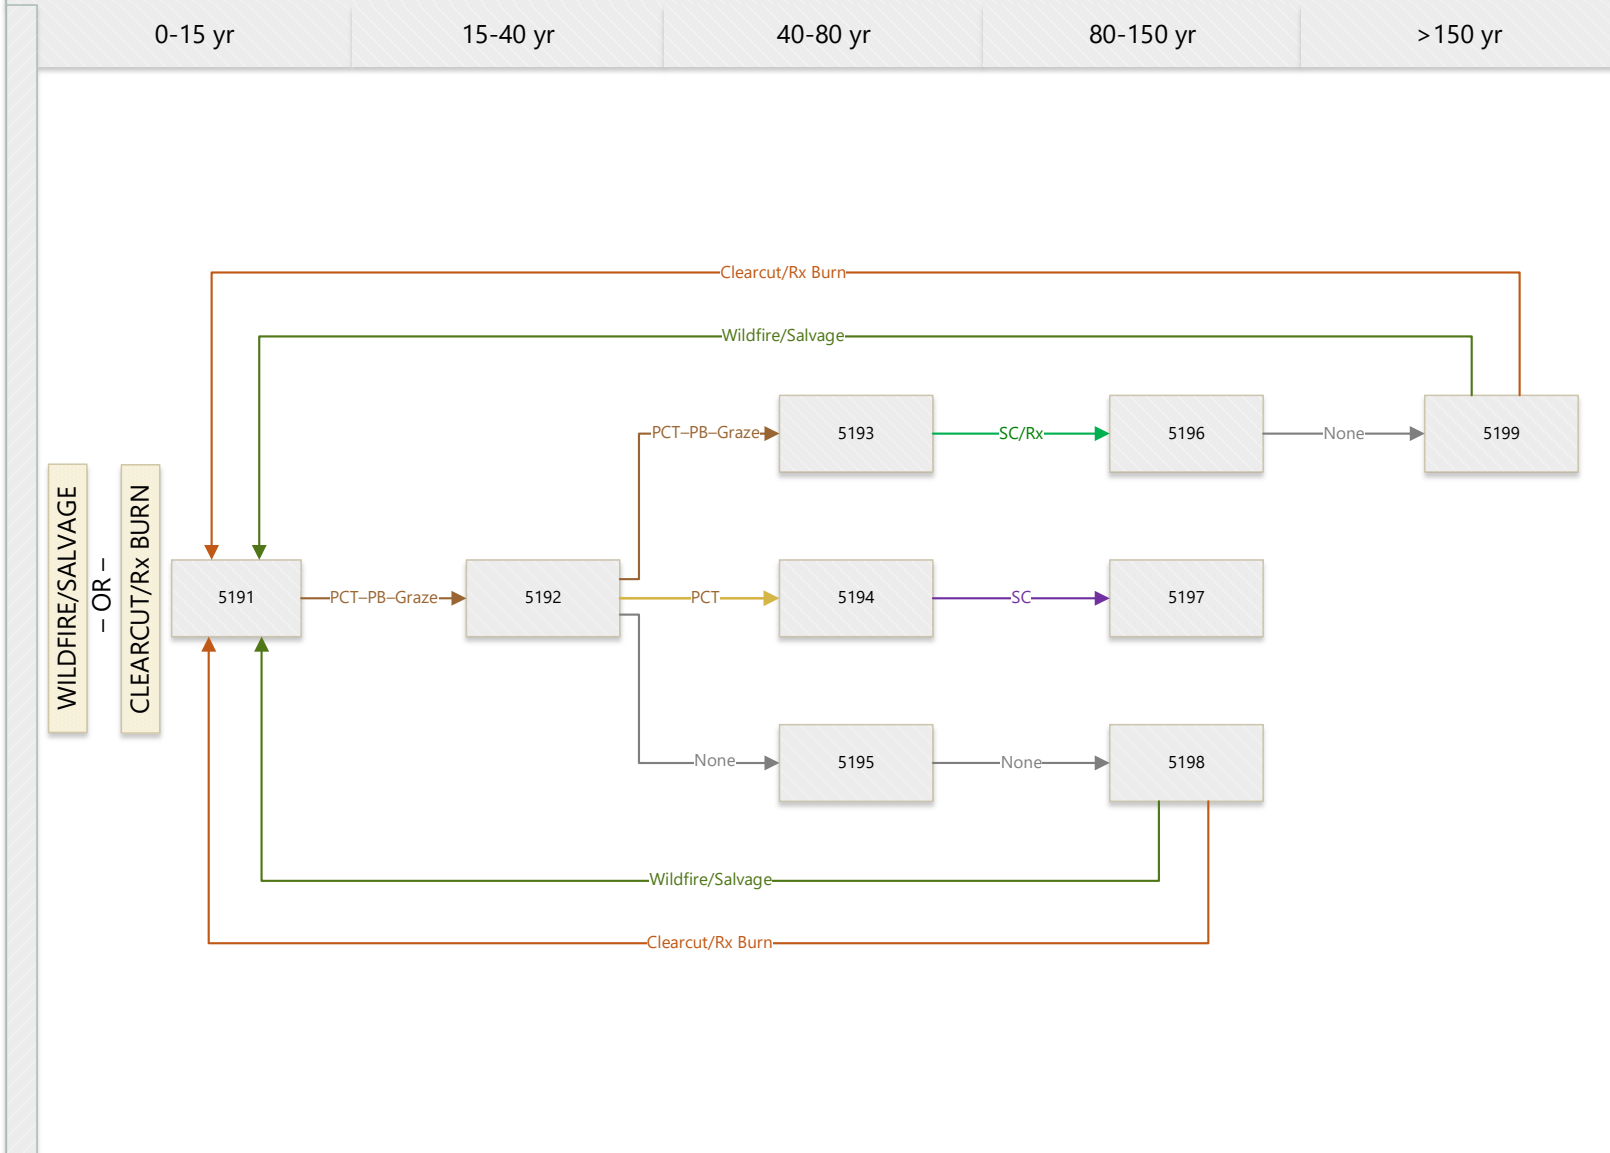 0-15 yr
15-40 yr
40-80 yr
80-150 yr
>150 yr
Clearcut/Rx Burn
Wildfire/Salvage
PCT–PB–Graze
5193
SC/Rx
5196
None
5199
WILDFIRE/SALVAGE
– OR –
CLEARCUT/Rx BURN
5191
PCT–PB–Graze
5192
PCT
5194
SC
5197
None
5195
None
5198
Wildfire/Salvage
Clearcut/Rx Burn